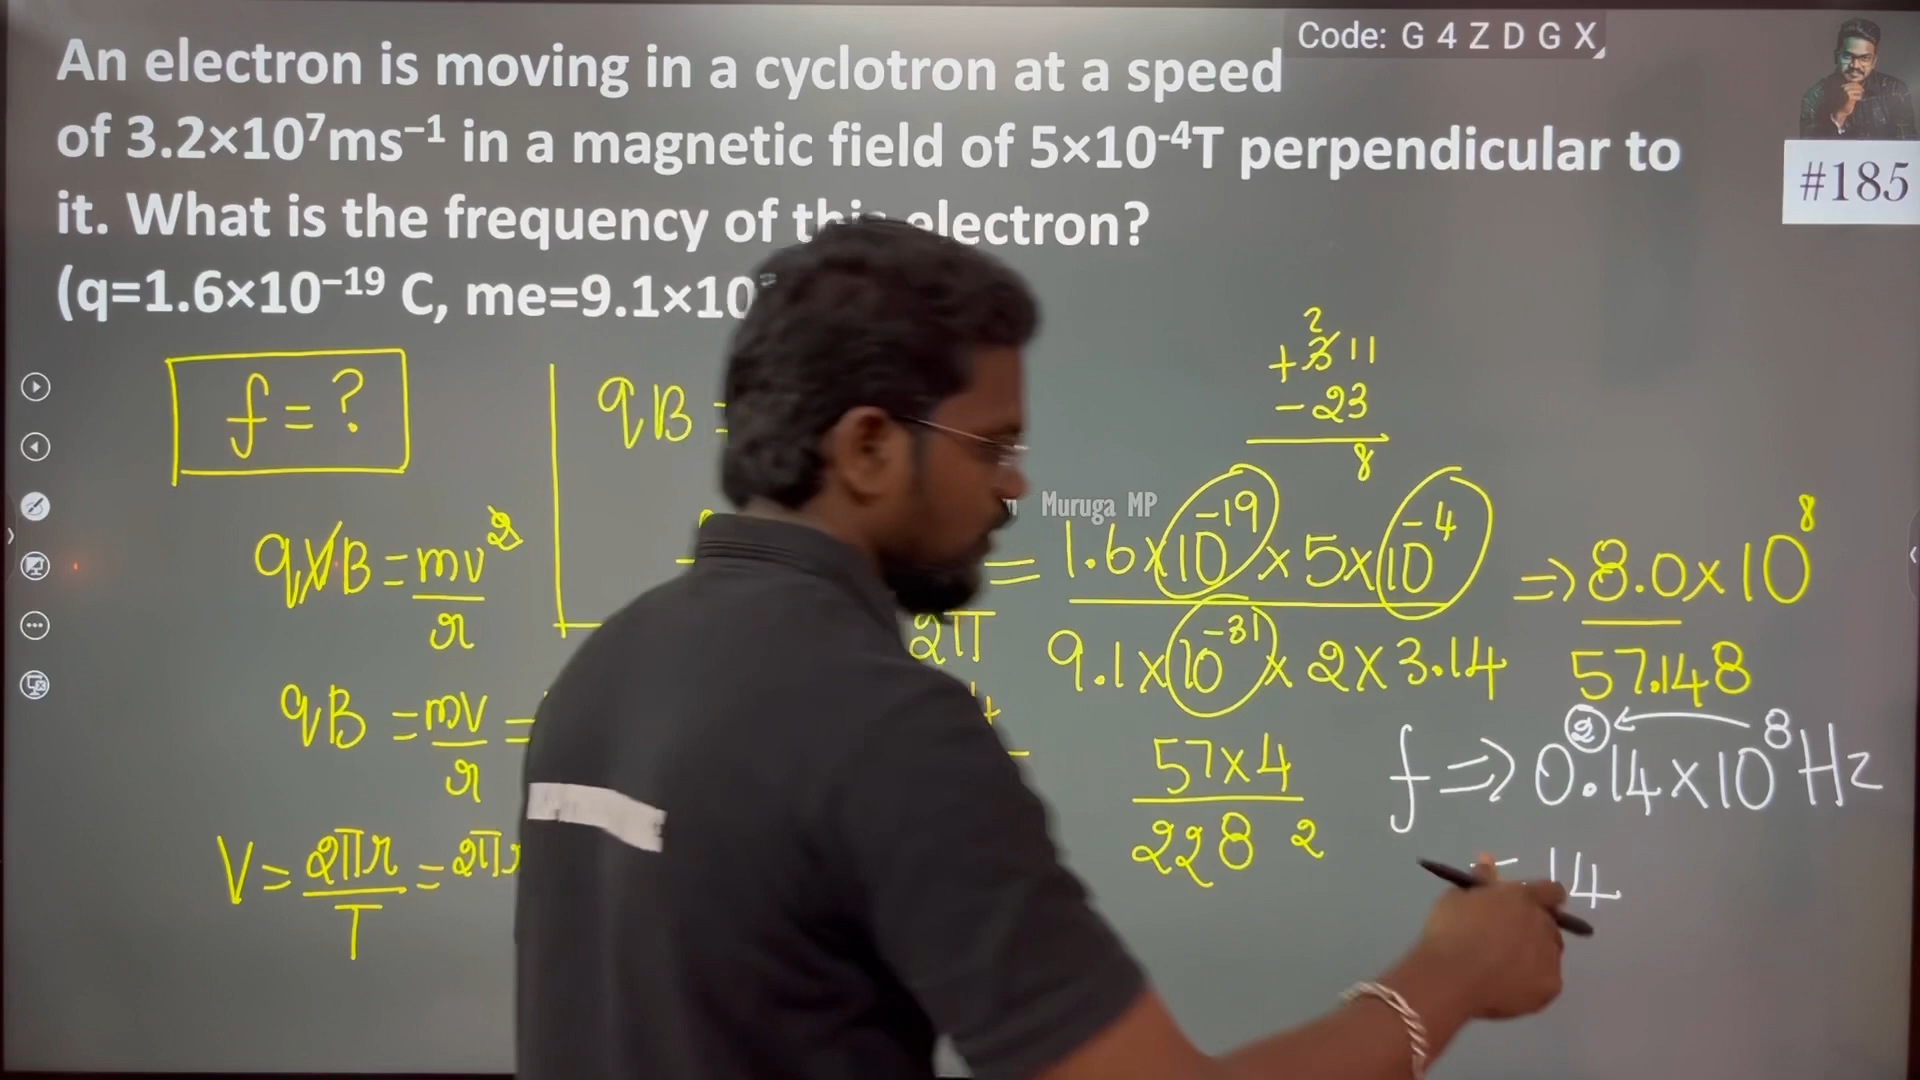 Code: G 4 Z D G X
An electron is moving in a cyclotron at a speed
of 3.2×10⁷ms⁻¹ in a magnetic field of 5×10⁻⁴T perpendicular to
it. What is the frequency of this electron?
(q=1.6×10⁻¹⁹ C, me=9.1×10
#185
f = ?
qB =
qVB = mv²/r
qB = mv/r =
V = 2πr/T = 2πr
2π
Muruga MP
+ 3̶ 2 11
- 23
8
= 1.6×10⁻¹⁹ × 5×10⁻⁴
9.1×10⁻³¹ × 2 × 3.14
⇒ 8.0×10⁸
57.148
57×4
228 2
f ⇒ 0.14×10⁸ Hz
2 8
= 14